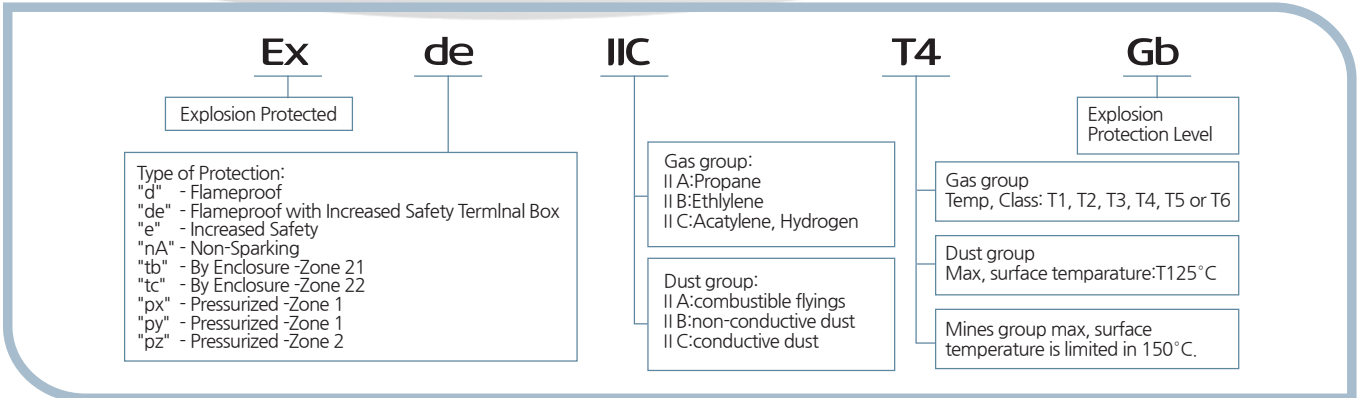 Ex de IIC T4 Gb
Explosion Protected
Type of Protection:
"d" - Flameproof
"de" - Flameproof with Increased Safety Termlnal Box
"e" - Increased Safety
"nA" - Non-Sparking
"tb" - By Enclosure -Zone 21
"tc" - By Enclosure -Zone 22
"px" - Pressurized -Zone 1
"py" - Pressurized -Zone 1
"pz" - Pressurized -Zone 2
Gas group:
II A:Propane
II B:Ethlylene
II C:Acatylene, Hydrogen
Dust group:
II A:combustible flyings
II B:non-conductive dust
II C:conductive dust
Explosion
Protection Level
Gas group
Temp, Class: T1, T2, T3, T4, T5 or T6
Dust group
Max, surface temparature:T125°C
Mines group max, surface
temperature is limited in 150°C.